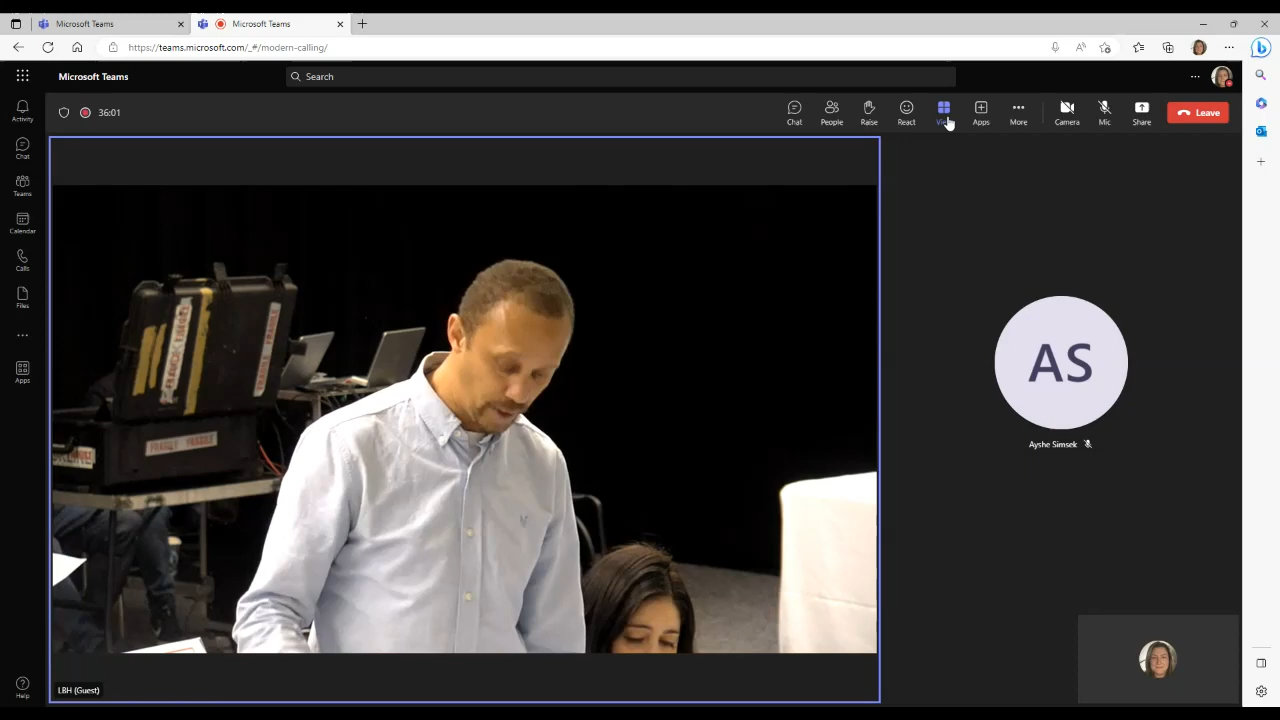 Microsoft Teams
Microsoft Teams
https://teams.microsoft.com/_#/modern-calling/
Microsoft Teams
Search
36:01
Chat
People
Raise
React
Apps
More
Camera
Mic
Share
Leave
Activity
Chat
Teams
Calendar
Calls
Files
Apps
Help
FRAGILE
FRAGILE FRAGILE
AS
Ayshe Simsek
LBH (Guest)